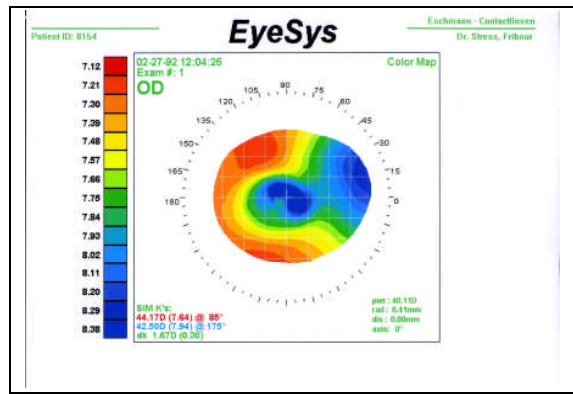 Patient ID: 8154
EyeSys
Eschmann - Contactlinsen
Dr. Stress, Fribour
02-27-92 12:04:26
Exam #: 1
OD
Color Map
7.12
7.21
7.30
7.39
7.48
7.57
7.66
7.75
7.84
7.93
8.02
8.11
8.20
8.29
8.38
90
105
75
120
60
135
45
150
30
165
15
180
0
SIM K's:
44.17D (7.64) @ 85°
42.50D (7.94) @ 175°
dk 1.67D (0.30)
pwr: 40.15D
rad: 8.41mm
dis: 0.00mm
axis: 0°